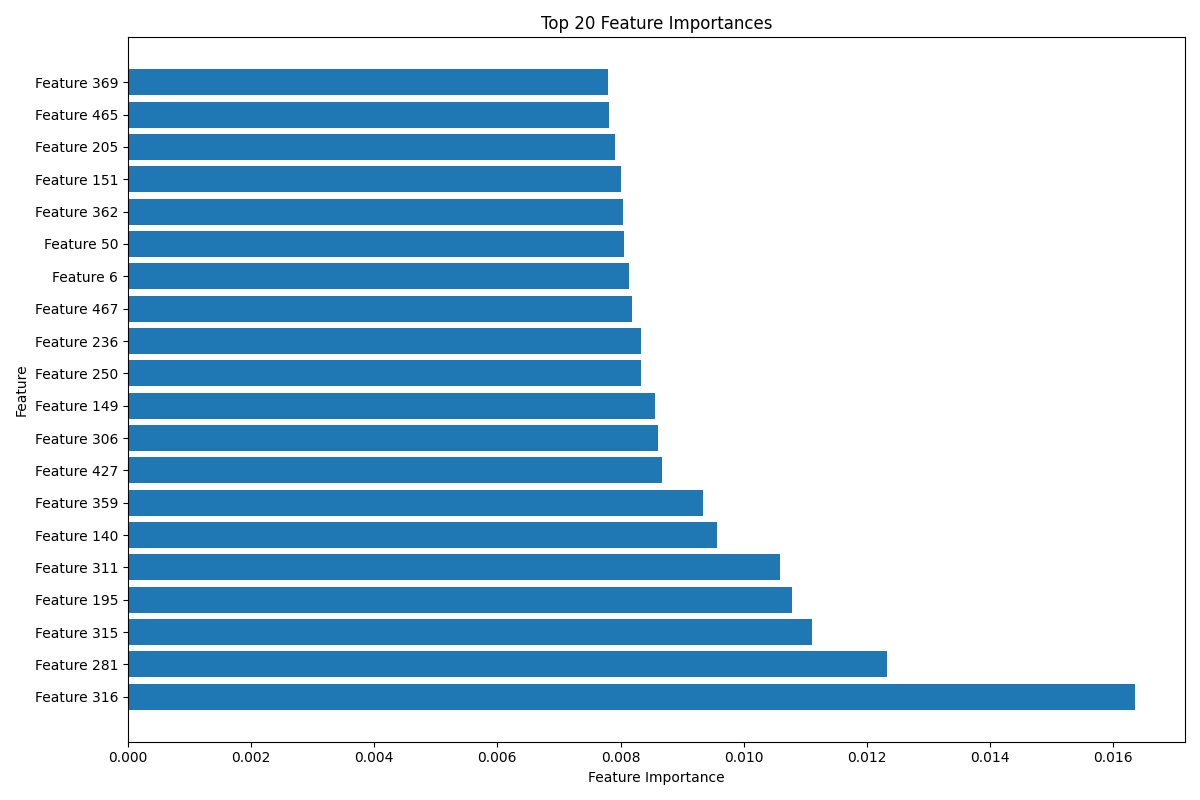 Top 20 Feature Importances
Feature 369
Feature 465
Feature 205
Feature 151
Feature 362
Feature 50
Feature 6
Feature 467
Feature 236
Feature 250
Feature 149
Feature 306
Feature 427
Feature 359
Feature 140
Feature 311
Feature 195
Feature 315
Feature 281
Feature 316
Feature
0.000 0.002 0.004 0.006 0.008 0.010 0.012 0.014 0.016
Feature Importance